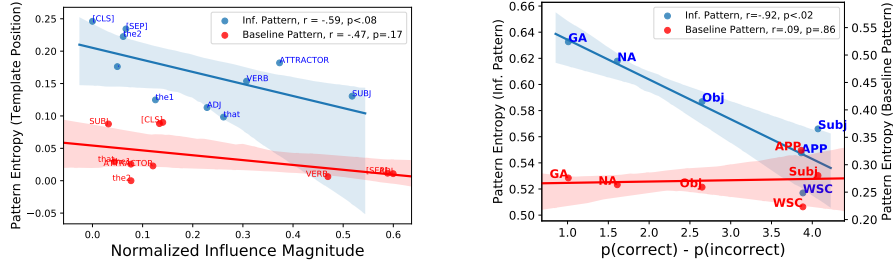 Inf. Pattern, r = -.59, p<.08
Baseline Pattern, r = -.47, p=.17
[CLS]
[SEP]
the2
ATTRACTOR
VERB
SUBJ
the1
ADJ
that
SUBJ
[CLS]
ATTRACTOR
the2
VERB
[SEP]
0.25
0.20
0.15
0.10
0.05
0.00
−0.05
0.0
0.1
0.2
0.3
0.4
0.5
0.6
Pattern Entropy (Template Position)
Normalized Influence Magnitude
Inf. Pattern, r=-.92, p<.02
Baseline Pattern, r=.09, p=.86
GA
NA
Obj
Subj
APP
WSC
GA
NA
Obj
Subj
APP
WSC
0.66
0.64
0.62
0.60
0.58
0.56
0.54
0.52
0.50
1.0
1.5
2.0
2.5
3.0
3.5
4.0
0.55
0.50
0.45
0.40
0.35
0.30
0.25
0.20
Pattern Entropy (Inf. Pattern)
Pattern Entropy (Baseline Pattern)
p(correct) - p(incorrect)